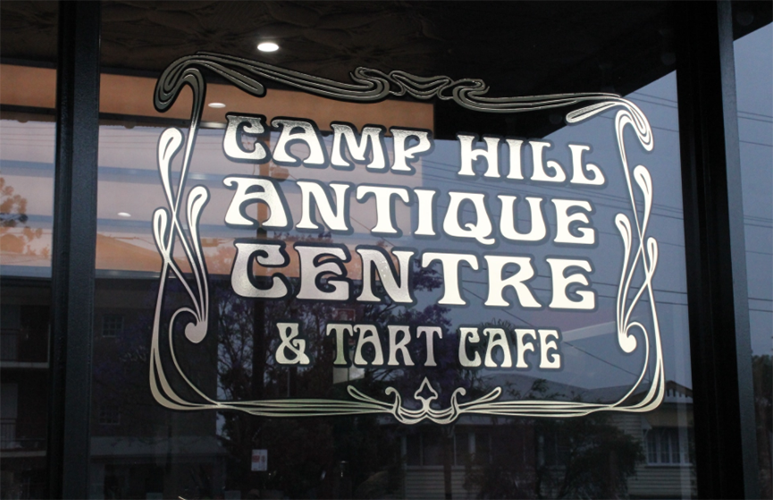 CAMP HILL
ANTIQUE
CENTRE
& TART CAFE